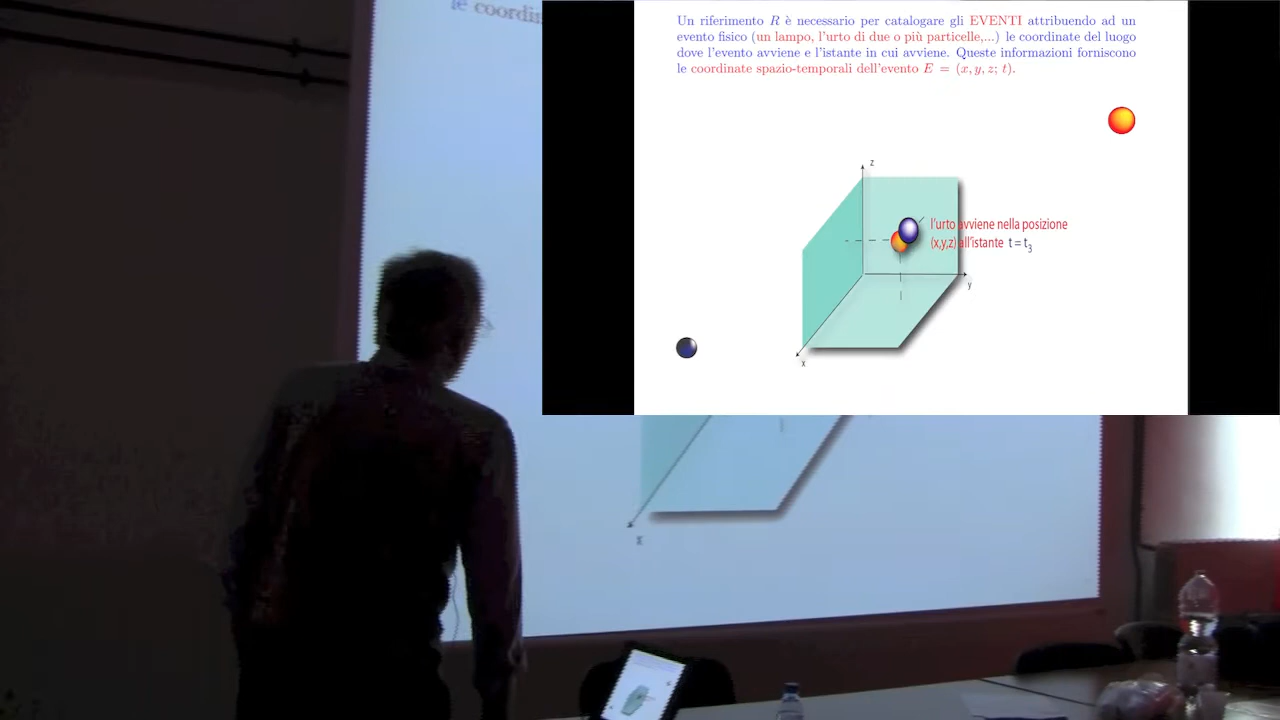 le coordin
Un riferimento R è necessario per catalogare gli EVENTI attribuendo ad un
evento fisico (un lampo, l'urto di due o più particelle,...) le coordinate del luogo
dove l'evento avviene e l'istante in cui avviene. Queste informazioni forniscono
le coordinate spazio-temporali dell'evento E = (x, y, z; t).
z
l'urto avviene nella posizione
(x,y,z) all'istante t = t₃
y
x
x